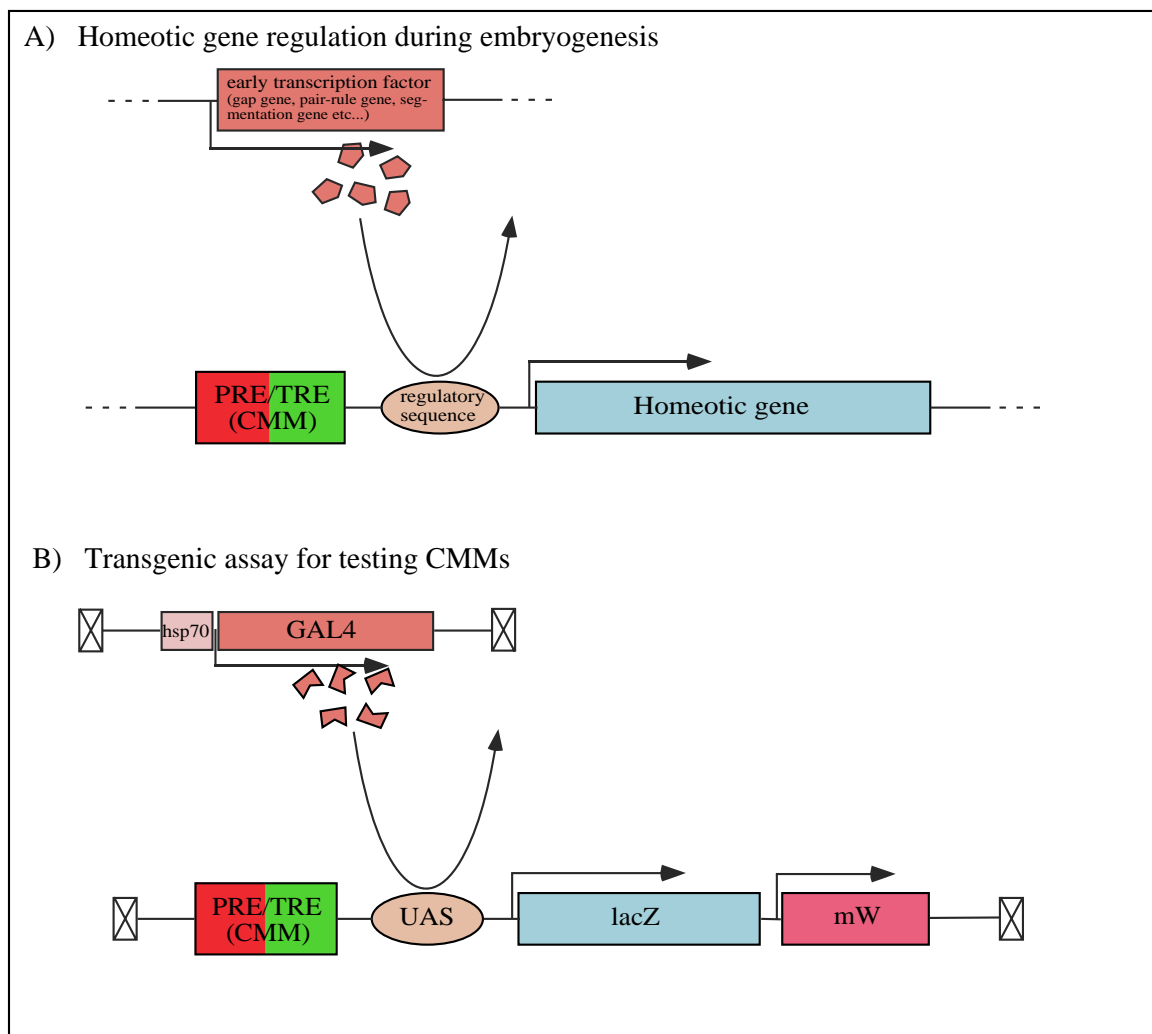 A) Homeotic gene regulation during embryogenesis
early transcription factor
(gap gene, pair-rule gene, seg-
mentation gene etc...)
PRE/TRE
(CMM)
regulatory
sequence
Homeotic gene
B) Transgenic assay for testing CMMs
hsp70
GAL4
PRE/TRE
(CMM)
UAS
lacZ
mW